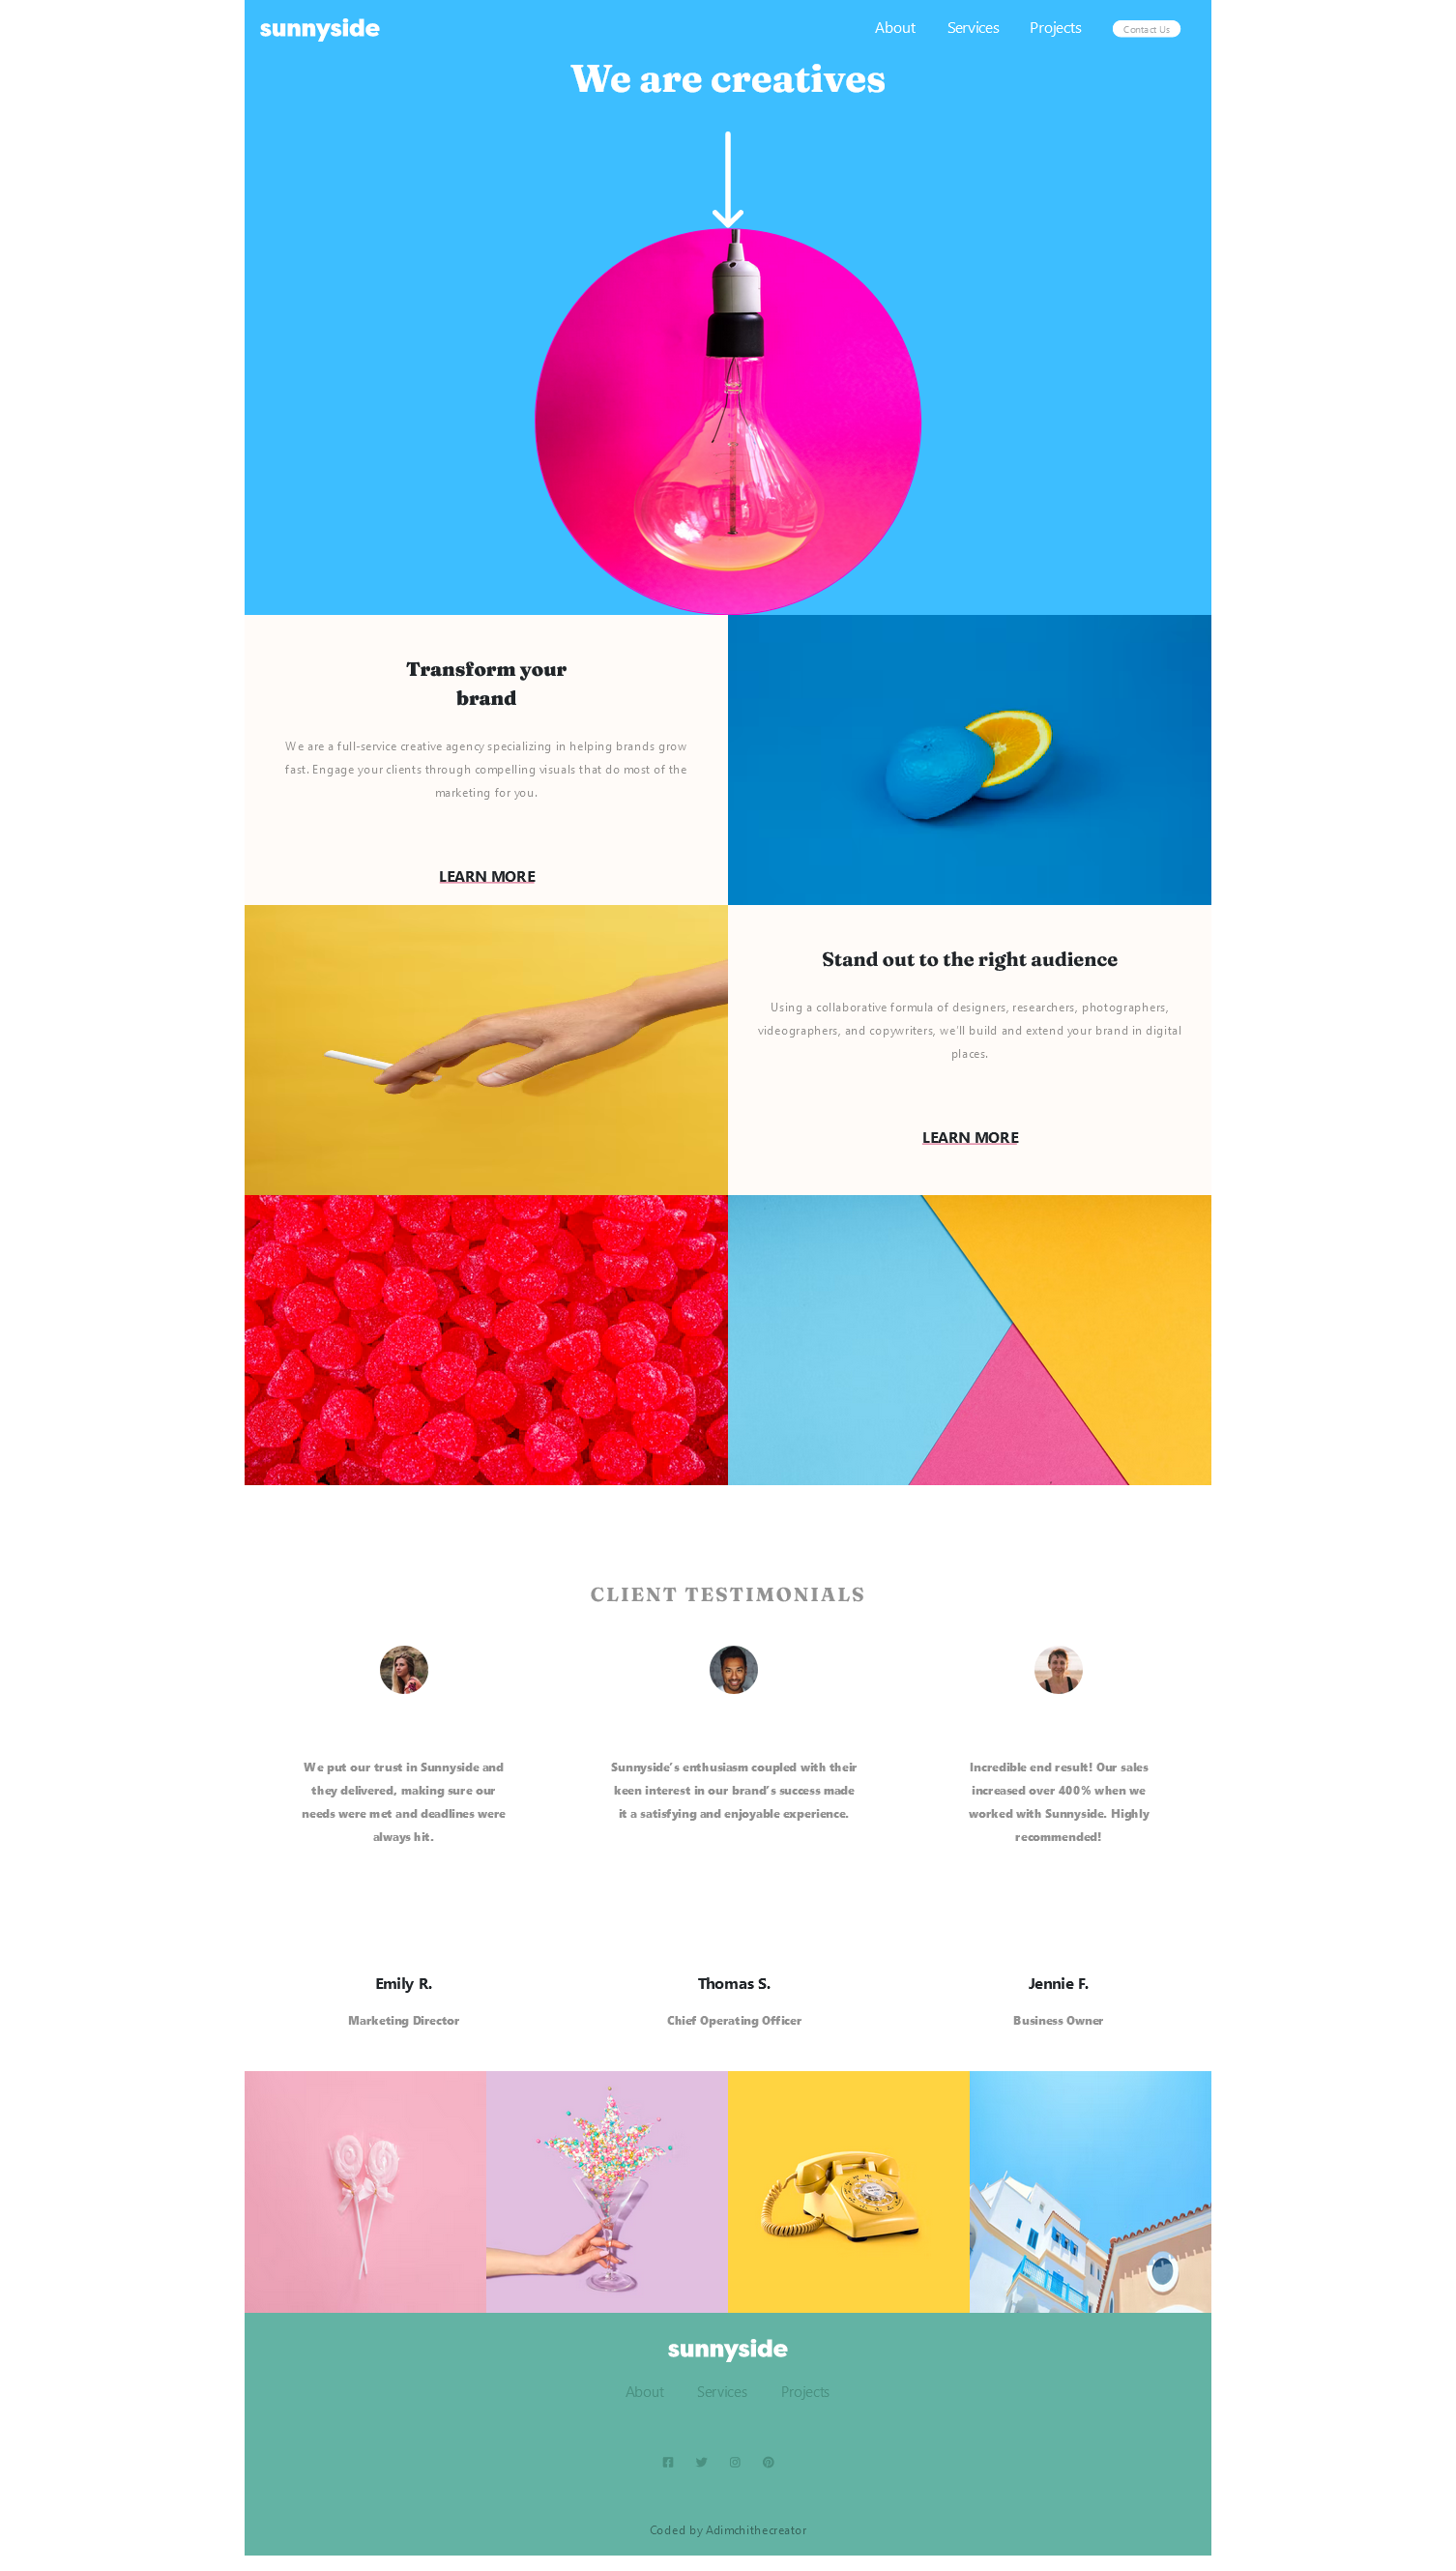 sunnyside
About Services Projects Contact Us
We are creatives
Transform your
brand
We are a full-service creative agency specializing in helping brands grow
fast. Engage your clients through compelling visuals that do most of the
marketing for you.
LEARN MORE
Stand out to the right audience
Using a collaborative formula of designers, researchers, photographers,
videographers, and copywriters, we'll build and extend your brand in digital
places.
LEARN MORE
CLIENT TESTIMONIALS
We put our trust in Sunnyside and
they delivered, making sure our
needs were met and deadlines were
always hit.
Emily R.
Marketing Director
Sunnyside's enthusiasm coupled with their
keen interest in our brand's success made
it a satisfying and enjoyable experience.
Thomas S.
Chief Operating Officer
Incredible end result! Our sales
increased over 400% when we
worked with Sunnyside. Highly
recommended!
Jennie F.
Business Owner
sunnyside
About Services Projects
Coded by Adimchithecreator